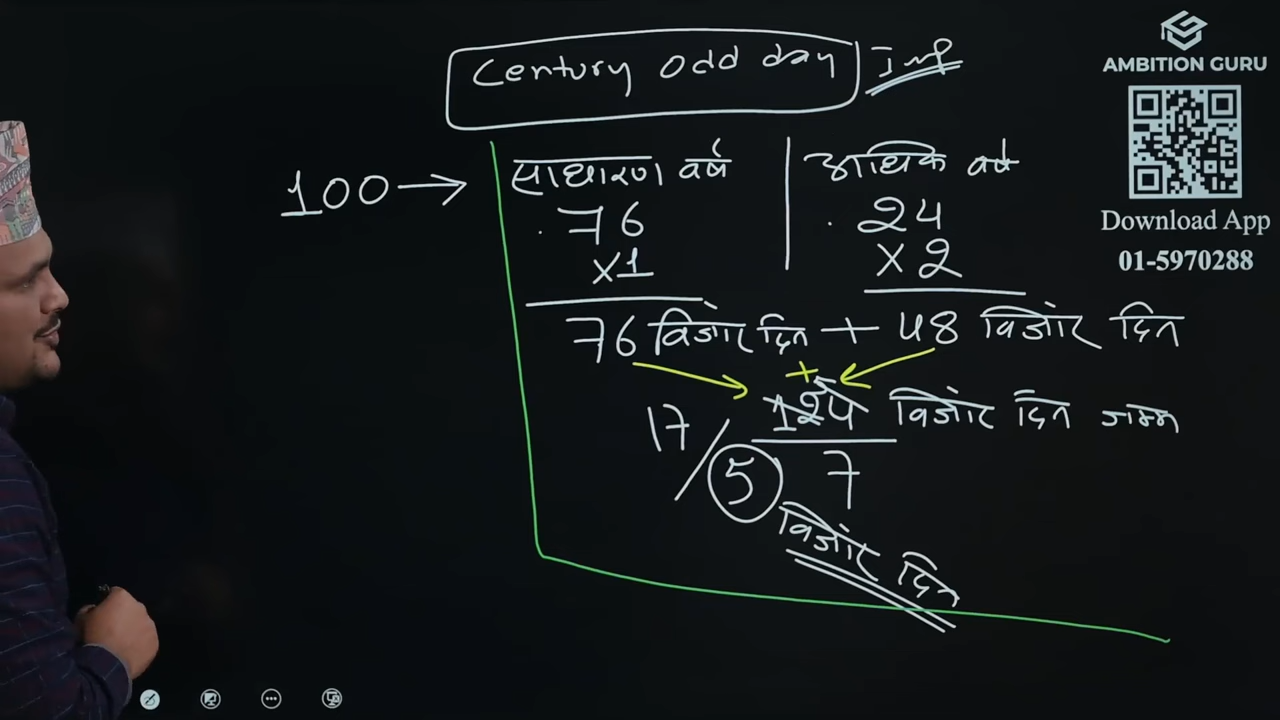 Century odd day Imp
AMBITION GURU
Download App
01-5970288
100 → साधारण वर्ष | अधिक वर्ष
76 24
×1 ×2
76 विजोर दिन + 48 विजोर दिन
+
124 विजोर दिन जम्म
17 / 5 7
विजोर दिन